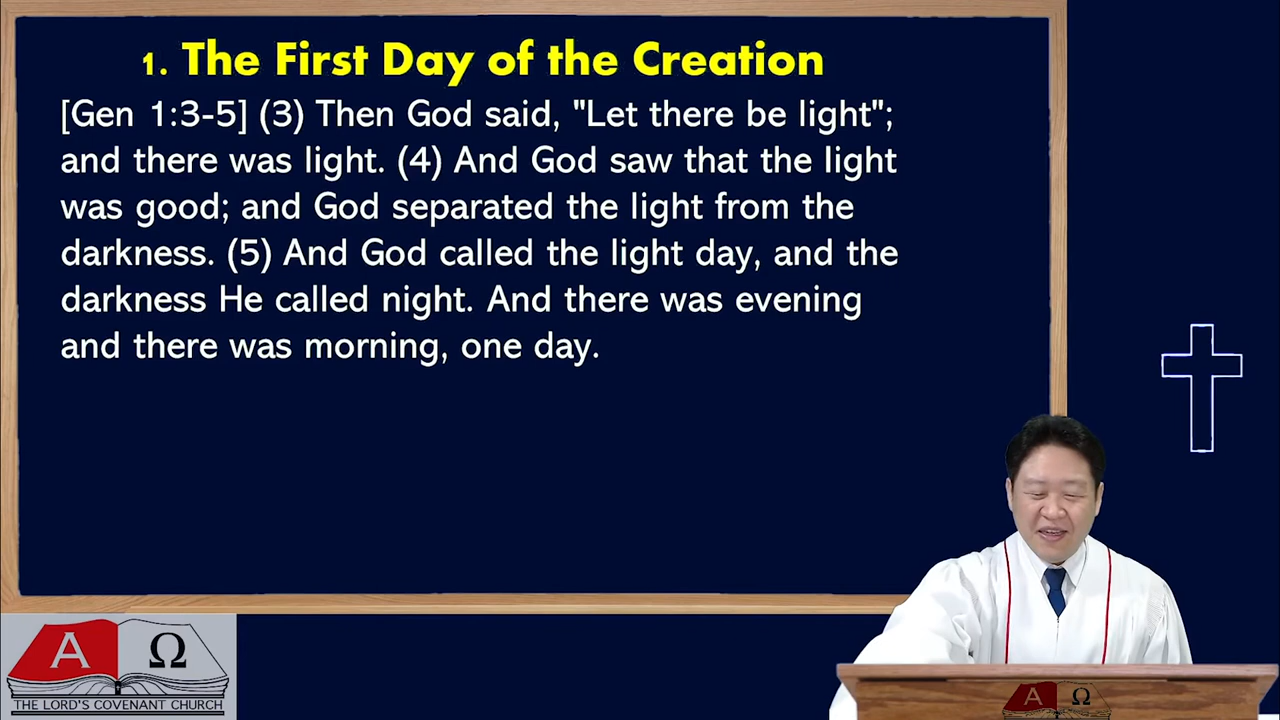 1. The First Day of the Creation
[Gen 1:3-5] (3) Then God said, "Let there be light";
and there was light. (4) And God saw that the light
was good; and God separated the light from the
darkness. (5) And God called the light day, and the
darkness He called night. And there was evening
and there was morning, one day.
A Ω
THE LORD'S COVENANT CHURCH
A Ω